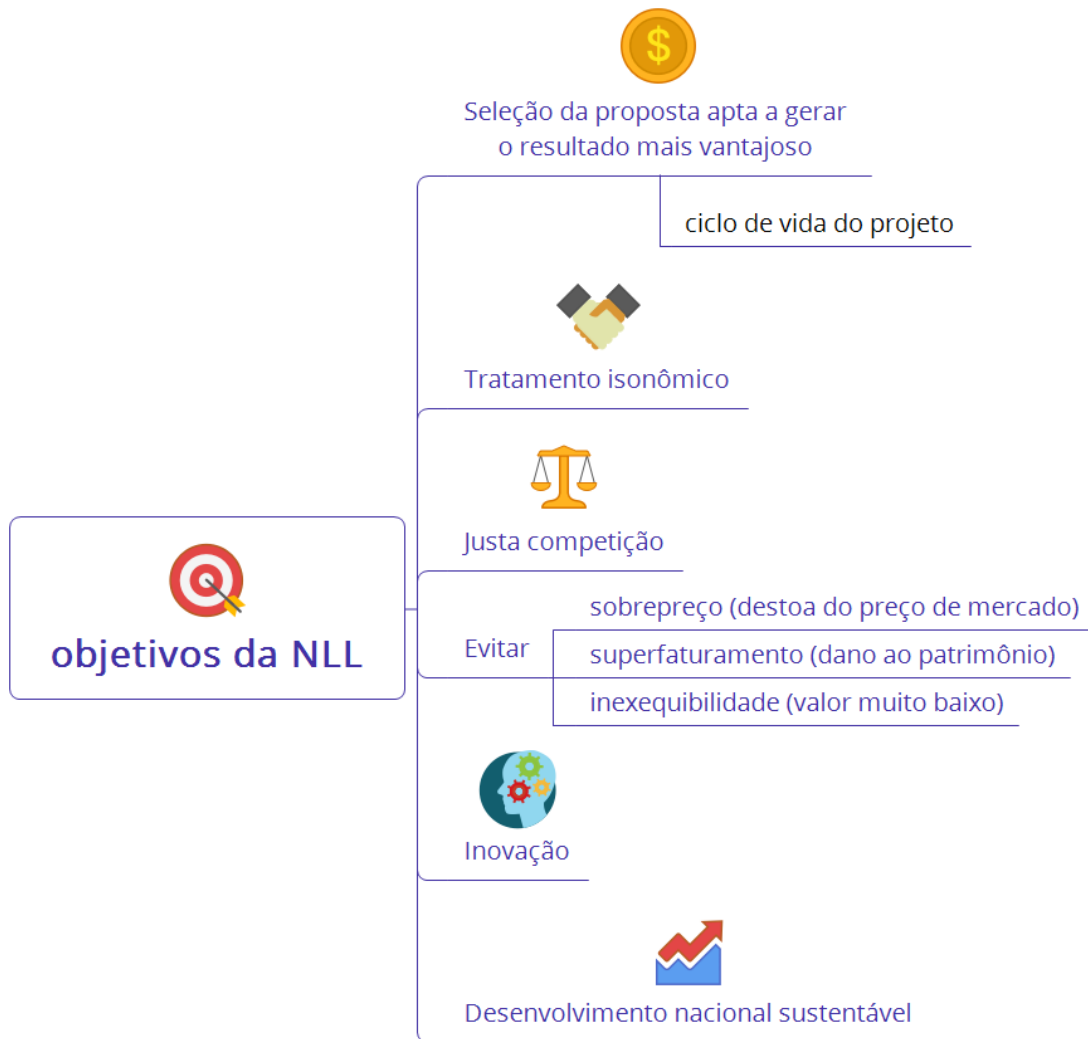 $
Seleção da proposta apta a gerar
o resultado mais vantajoso
ciclo de vida do projeto
Tratamento isonômico
Justa competição
objetivos da NLL
Evitar
sobrepreço (destoa do preço de mercado)
superfaturamento (dano ao patrimônio)
inexequibilidade (valor muito baixo)
Inovação
Desenvolvimento nacional sustentável